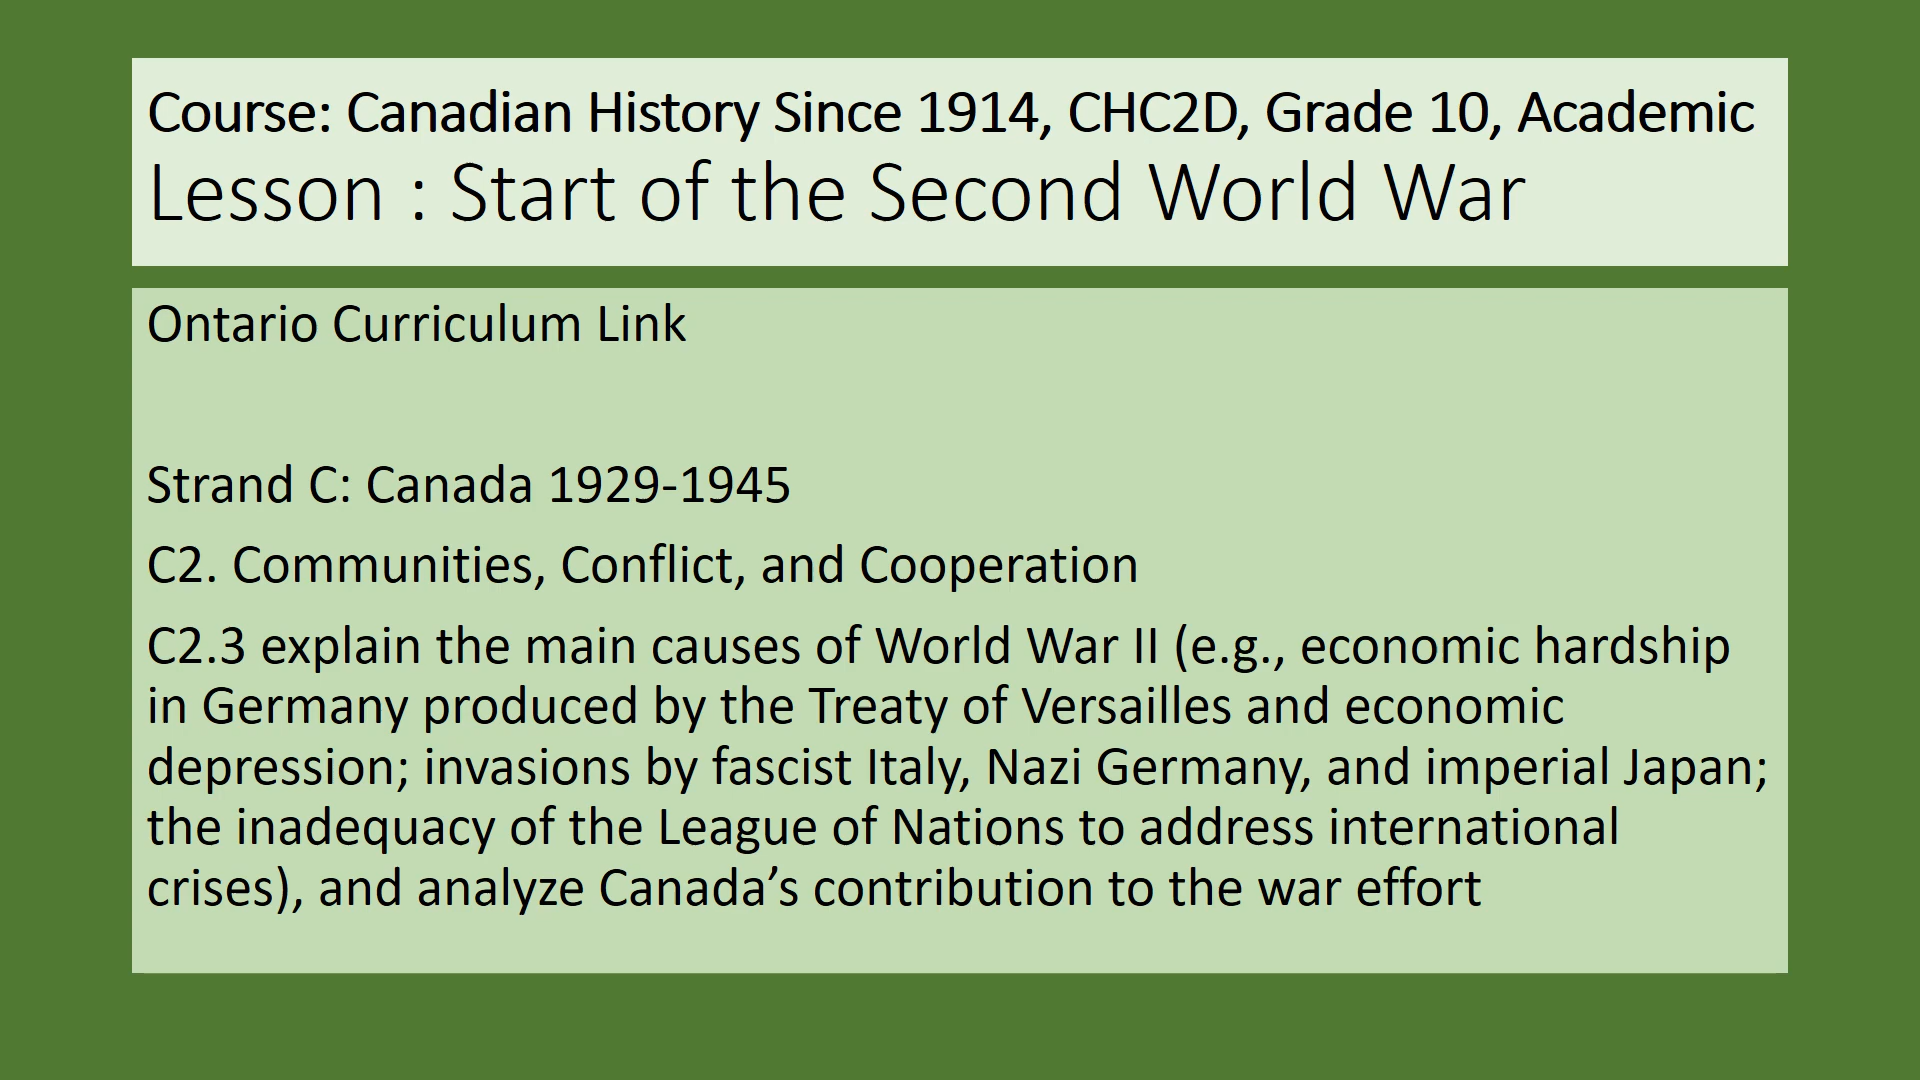 Course: Canadian History Since 1914, CHC2D, Grade 10, Academic
Lesson : Start of the Second World War
Ontario Curriculum Link
Strand C: Canada 1929-1945
C2. Communities, Conflict, and Cooperation
C2.3 explain the main causes of World War II (e.g., economic hardship
in Germany produced by the Treaty of Versailles and economic
depression; invasions by fascist Italy, Nazi Germany, and imperial Japan;
the inadequacy of the League of Nations to address international
crises), and analyze Canada’s contribution to the war effort